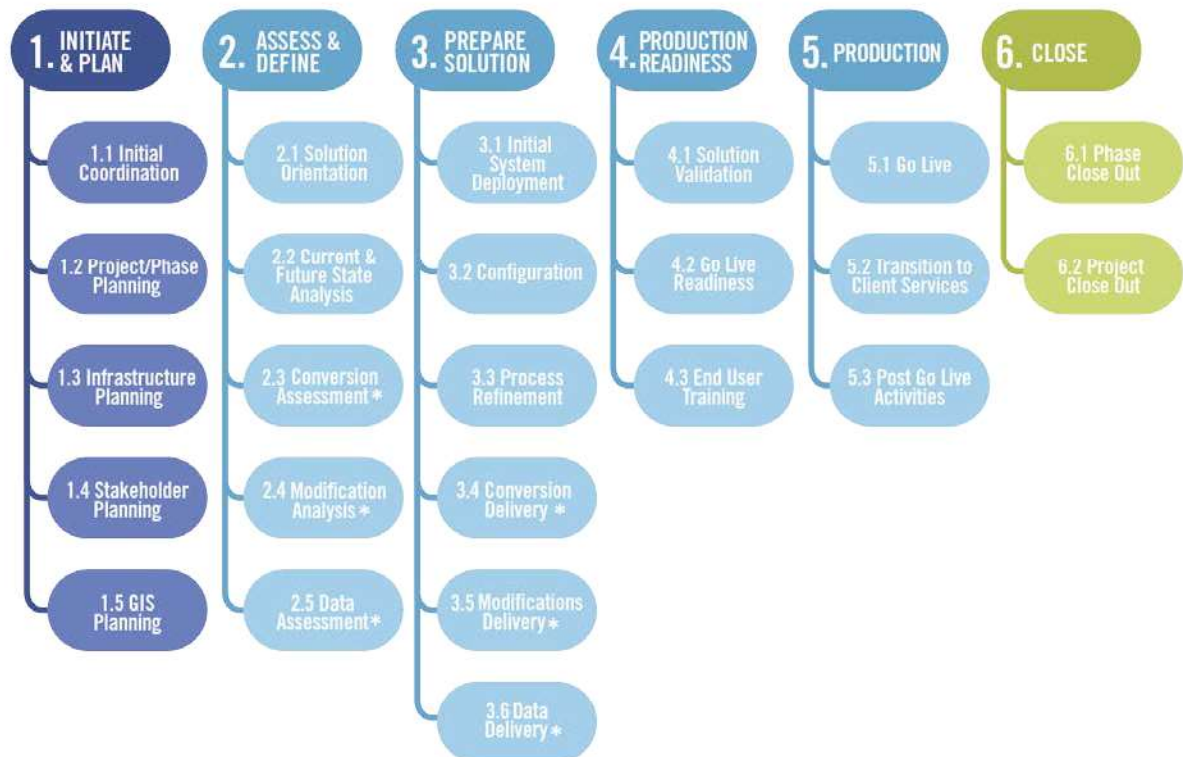 1. INITIATE
& PLAN
1.1 Initial
Coordination
1.2 Project/Phase
Planning
1.3 Infrastructure
Planning
1.4 Stakeholder
Planning
1.5 GIS
Planning
2. ASSESS &
DEFINE
2.1 Solution
Orientation
2.2 Current &
Future State
Analysis
2.3 Conversion
Assessment*
2.4 Modification
Analysis*
2.5 Data
Assessment*
3. PREPARE
SOLUTION
3.1 Initial
System
Deployment
3.2 Configuration
3.3 Process
Refinement
3.4 Conversion
Delivery *
3.5 Modifications
Delivery*
3.6 Data
Delivery*
4. PRODUCTION
READINESS
4.1 Solution
Validation
4.2 Go Live
Readiness
4.3 End User
Training
5. PRODUCTION
5.1 Go Live
5.2 Transition to
Client Services
5.3 Post Go Live
Activities
6. CLOSE
6.1 Phase
Close Out
6.2 Project
Close Out